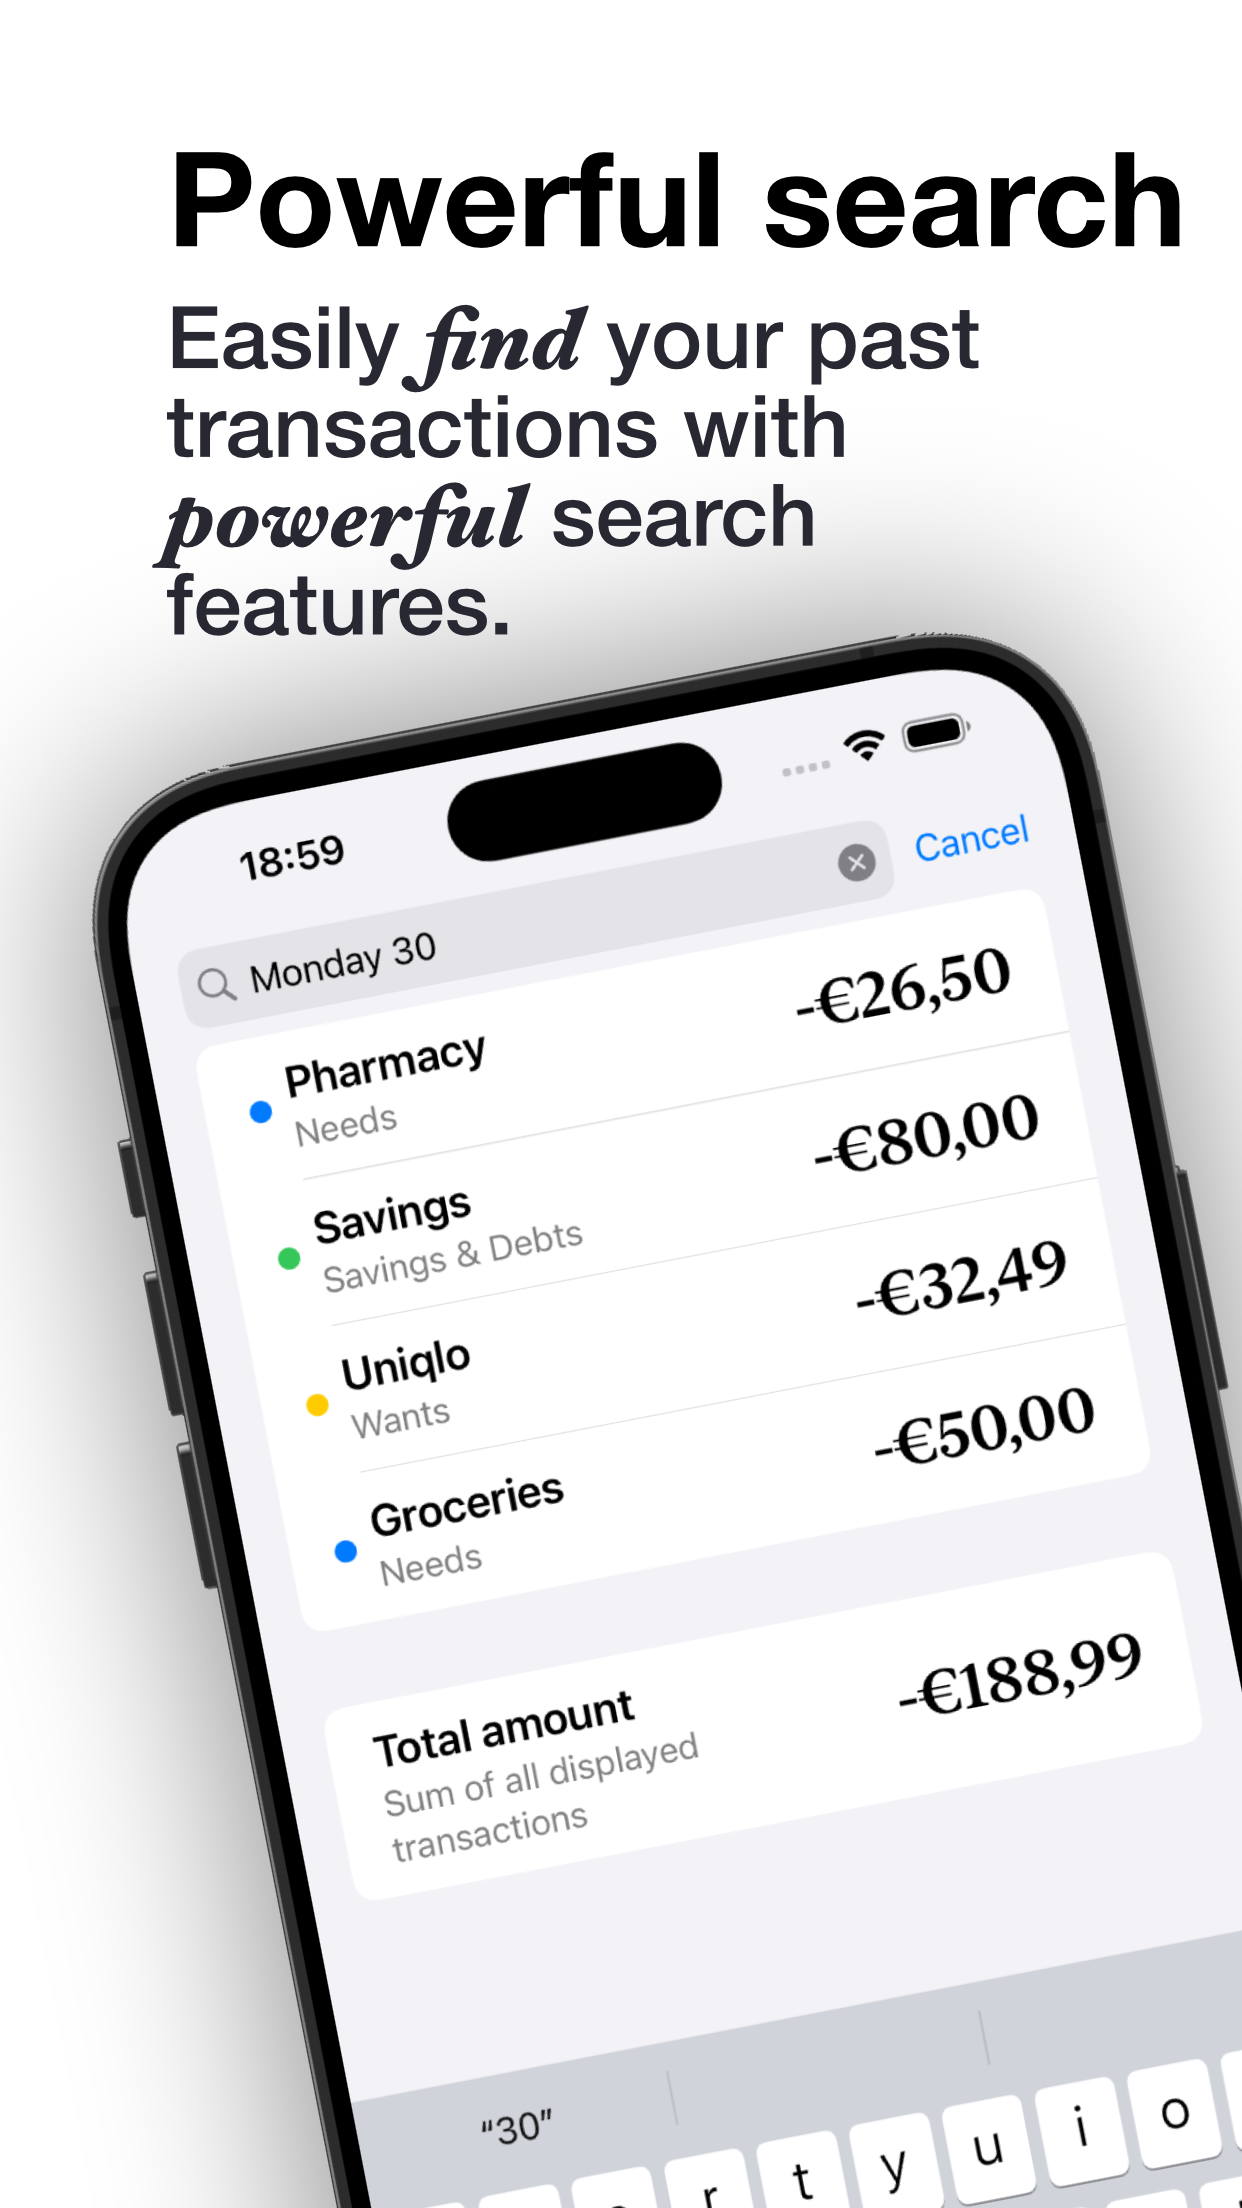 Powerful search
Easily find your past
transactions with
powerful search
features.
18:59
Monday 30
Cancel
Pharmacy
Needs
-€26,50
Savings
Savings & Debts
-€80,00
Uniqlo
Wants
-€32,49
Groceries
Needs
-€50,00
Total amount
Sum of all displayed
transactions
-€188,99
“30”
r t y u i o